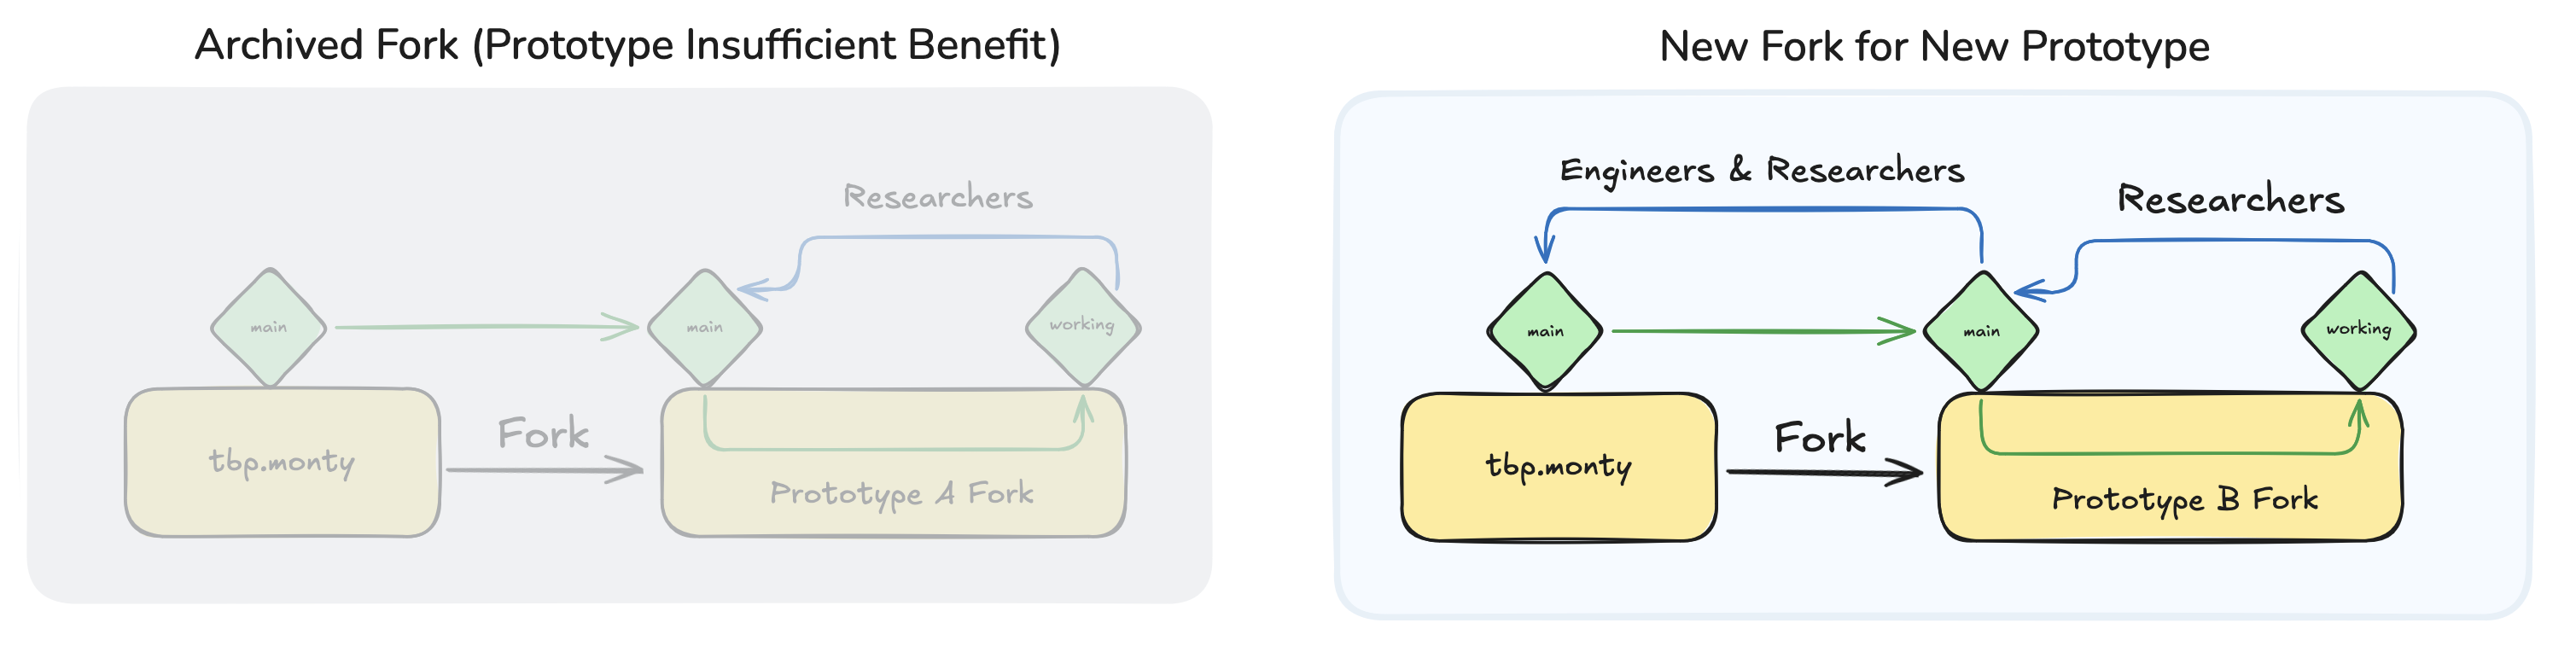 Archived Fork (Prototype Insufficient Benefit)
Researchers
main
main
working
tbp.monty
Fork
Prototype A Fork
New Fork for New Prototype
Engineers & Researchers
Researchers
main
main
working
tbp.monty
Fork
Prototype B Fork